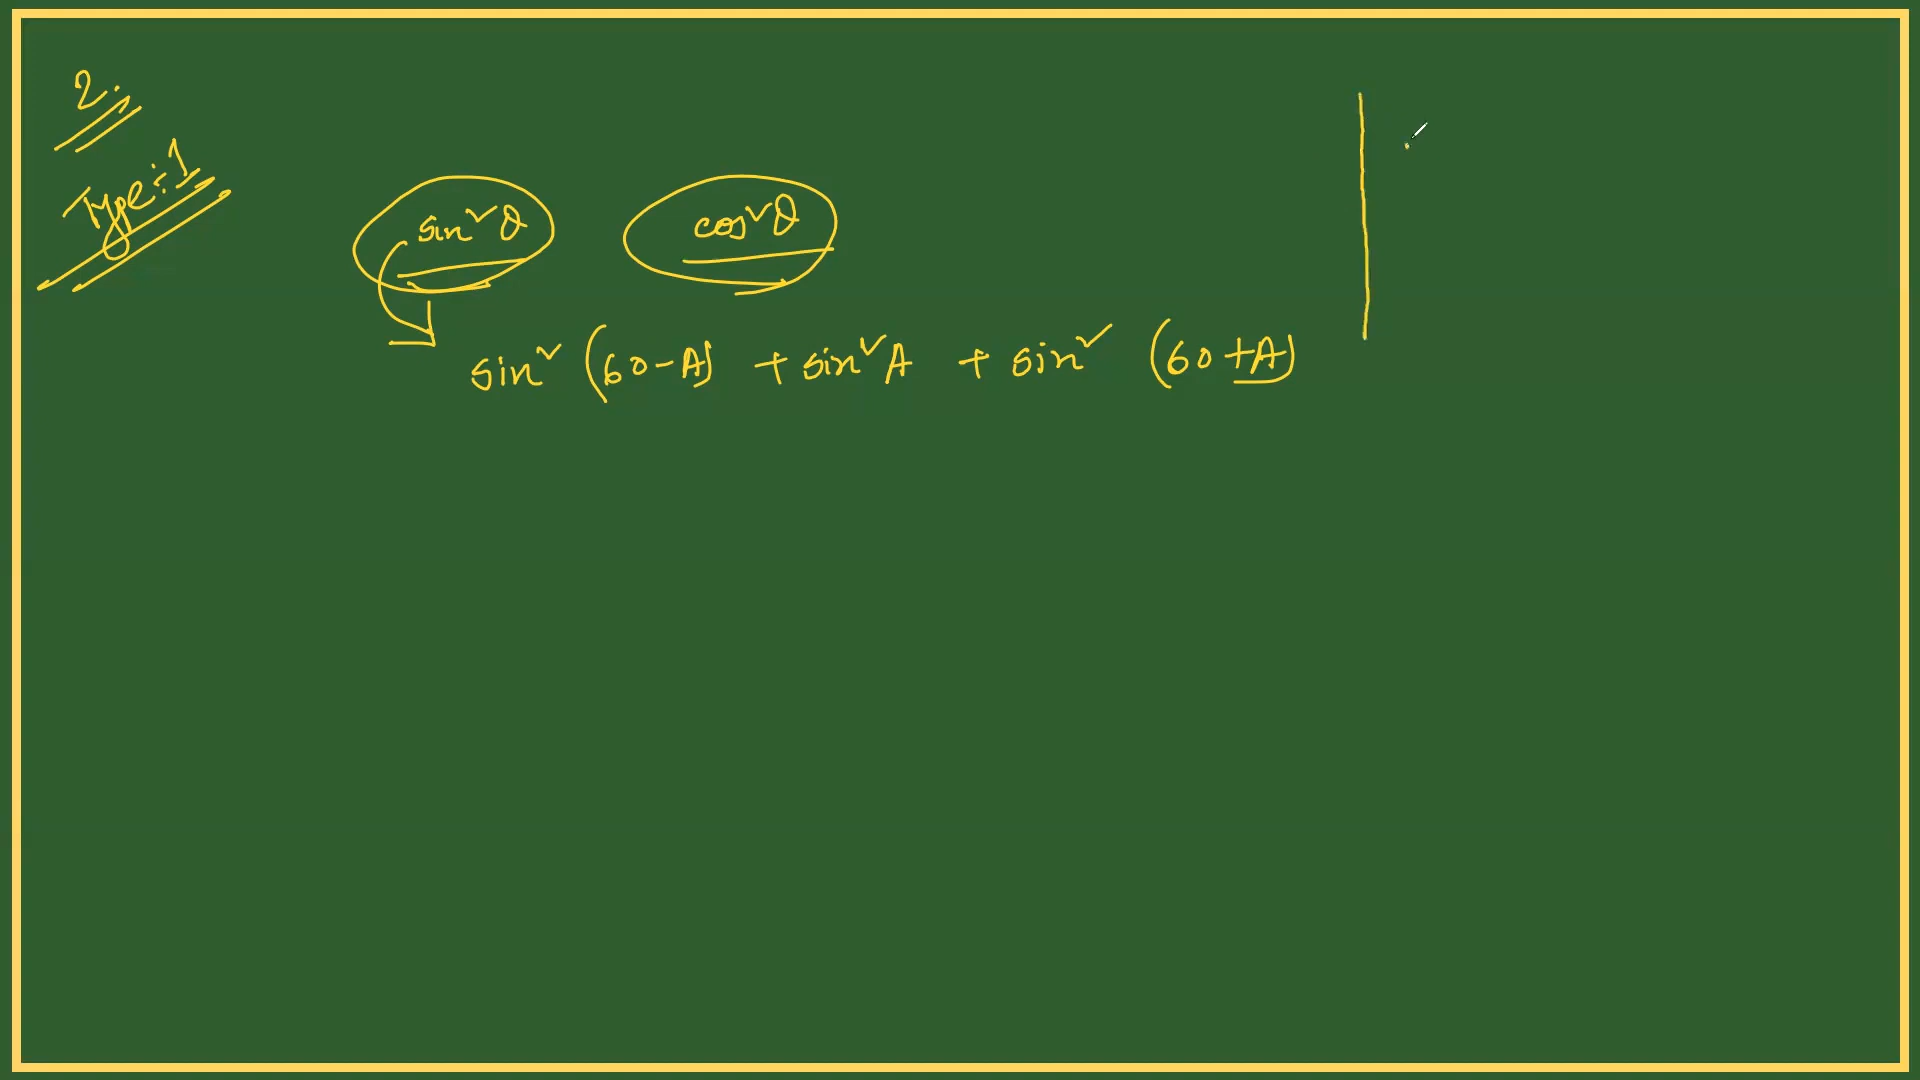 2.
Type:1
sin²θ cos²θ
sin² (60-A) + sin²A + sin² (60+A)